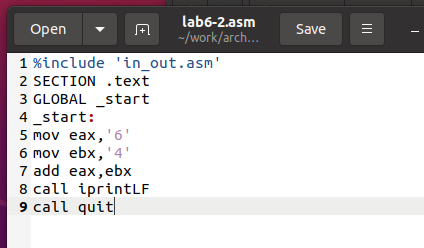 Open
lab6-2.asm
~/work/arch...
Save
1 %include 'in_out.asm'
2 SECTION .text
3 GLOBAL _start
4 _start:
5 mov eax,'6'
6 mov ebx,'4'
7 add eax,ebx
8 call iprintLF
9 call quit